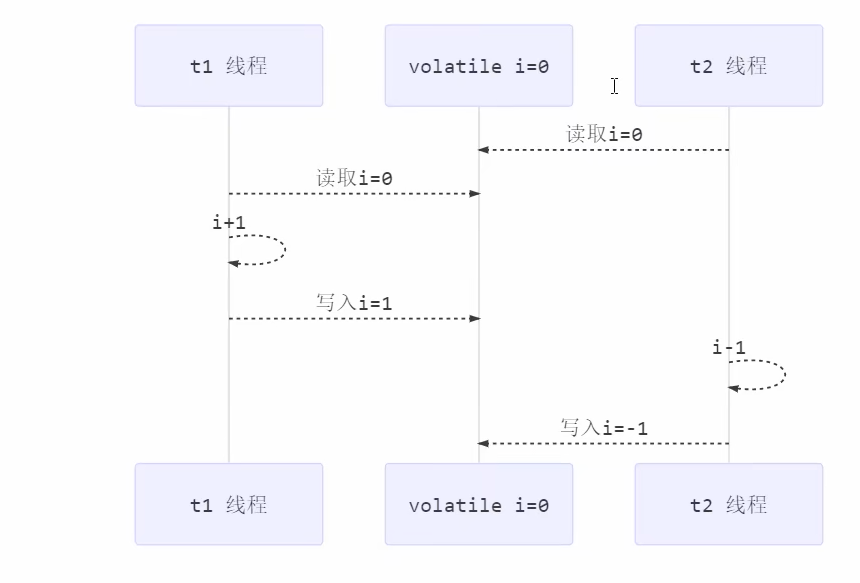 t1 线程
volatile i=0
t2 线程
读取i=0
读取i=0
i+1
写入i=1
i-1
写入i=-1
t1 线程
volatile i=0
t2 线程